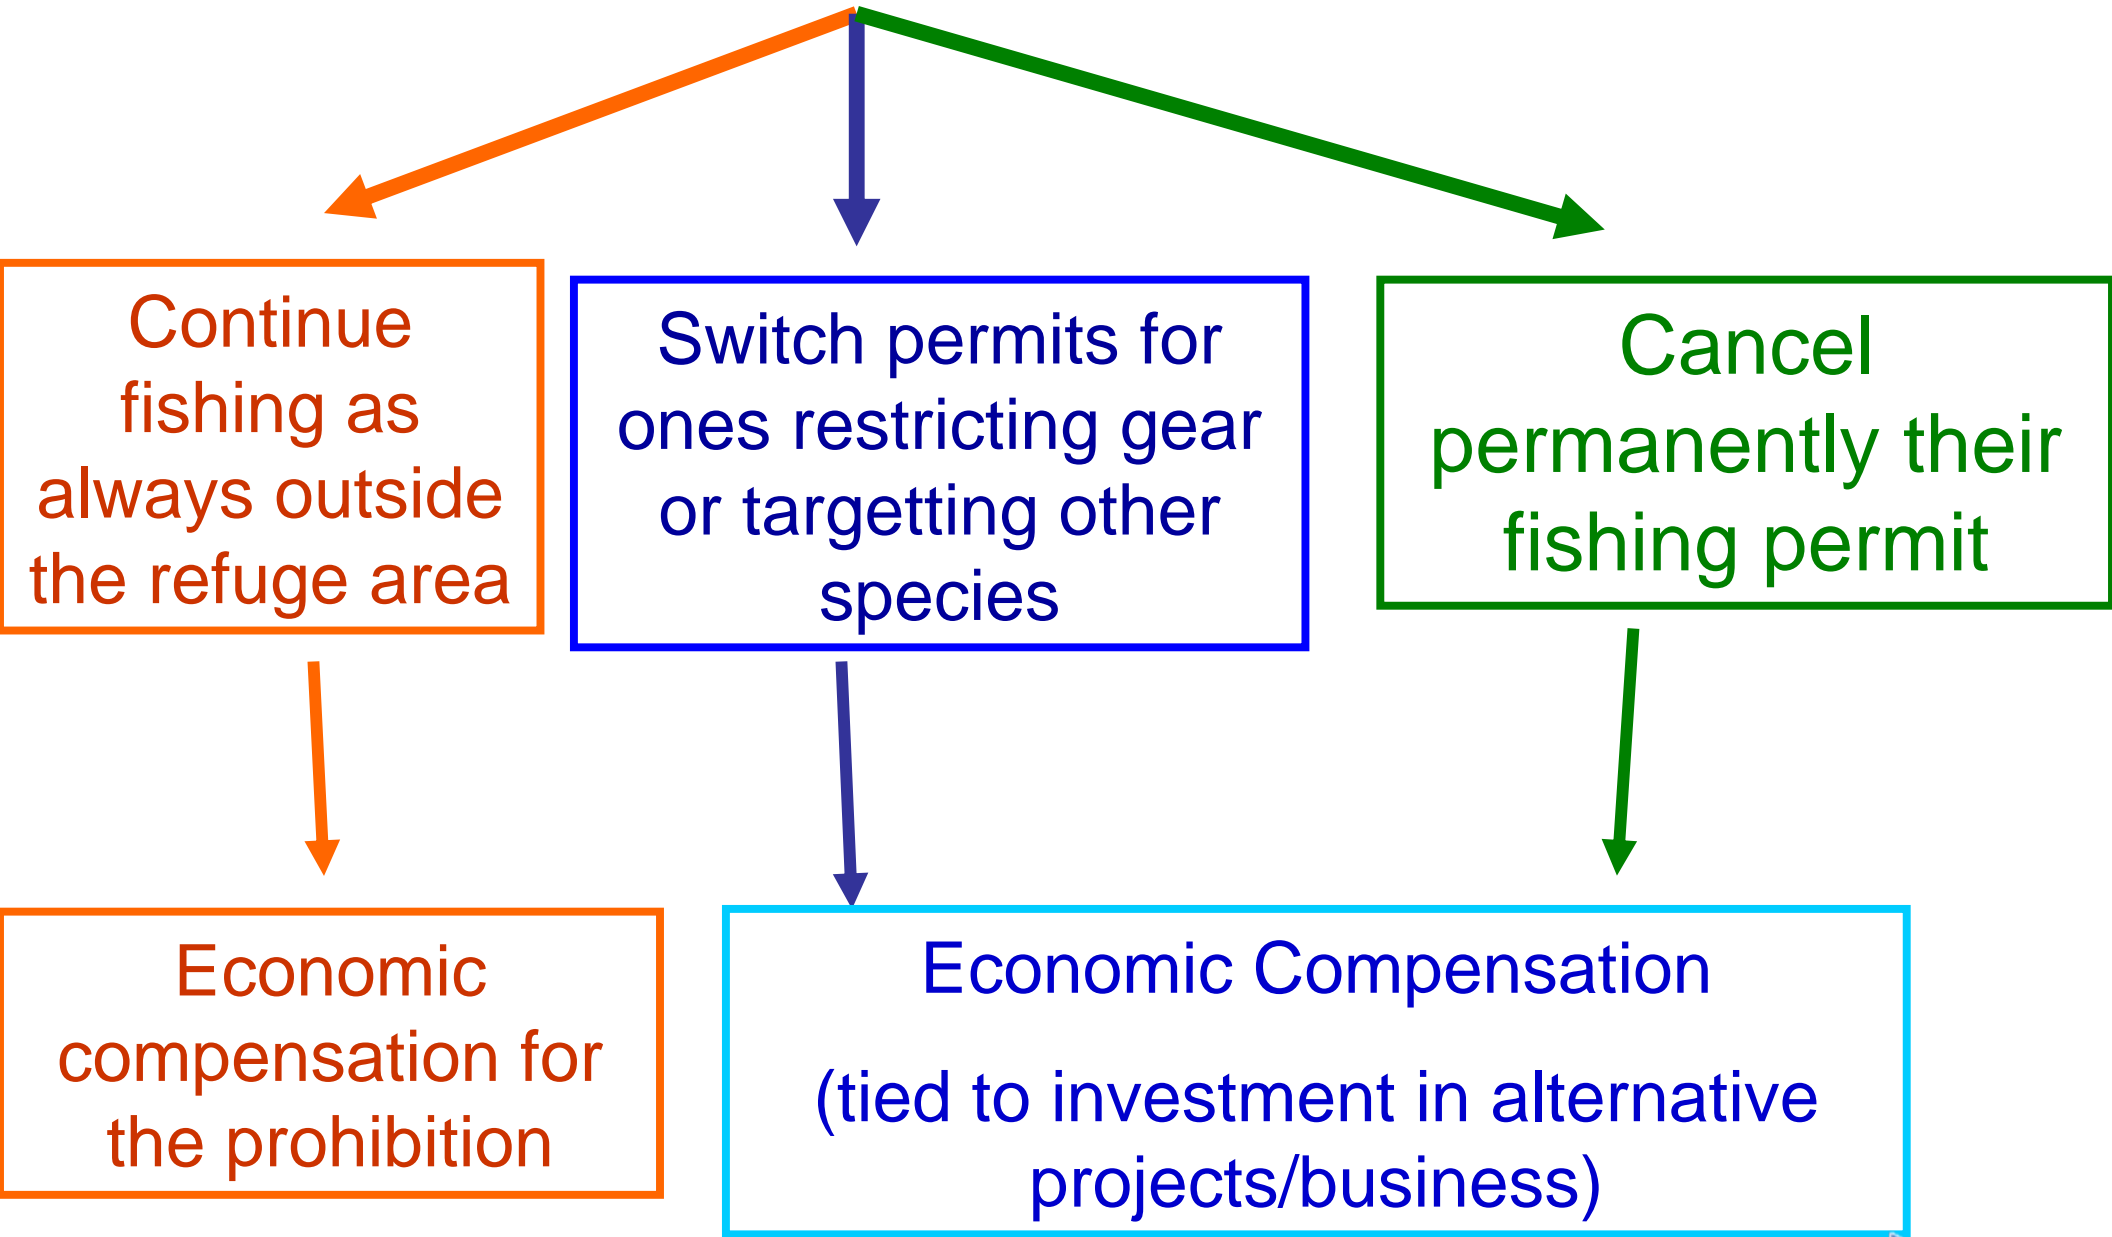 Continue
fishing as
always outside
the refuge area
Switch permits for
ones restricting gear
or targetting other
species
Cancel
permanently their
fishing permit
Economic
compensation for
the prohibition
Economic Compensation
(tied to investment in alternative
projects/business)